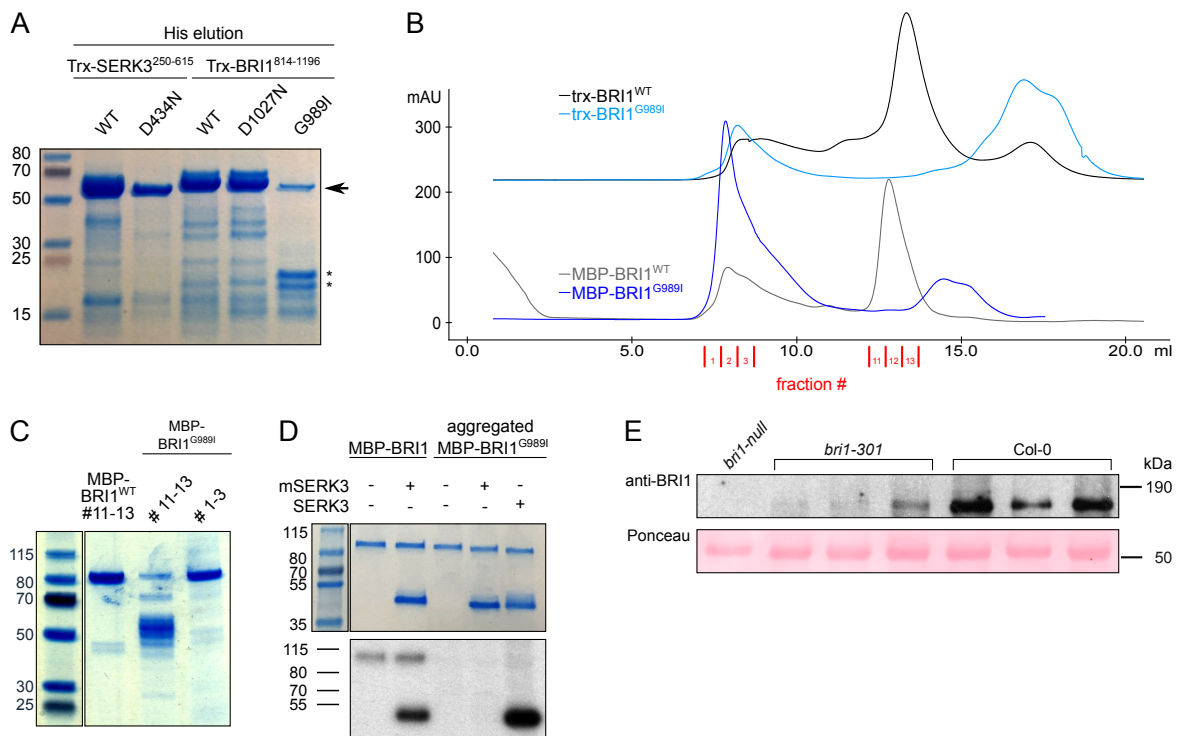 A
His elution
Trx-SERK3250-615 Trx-BRI1814-1196
WT D434N WT D1027N G989I
80
70
50
30
25
15
*
*
B
mAU
300
200
100
0
trx-BRI1WT
trx-BRI1G989I
MBP-BRI1WT
MBP-BRI1G989I
0.0 5.0 10.0 15.0 20.0 ml
1 2 3 11 12 13
fraction #
C
MBP-
BRI1G989I
MBP-
BRI1WT
#11-13
# 11-13
# 1-3
115
80
70
50
30
25
D
aggregated
MBP-BRI1 MBP-BRI1G989I
mSERK3 - + - + -
SERK3 - - - - +
115
80
70
55
35
115
80
70
55
E
bri1-null bri1-301 Col-0
kDa
anti-BRI1
190
Ponceau
50